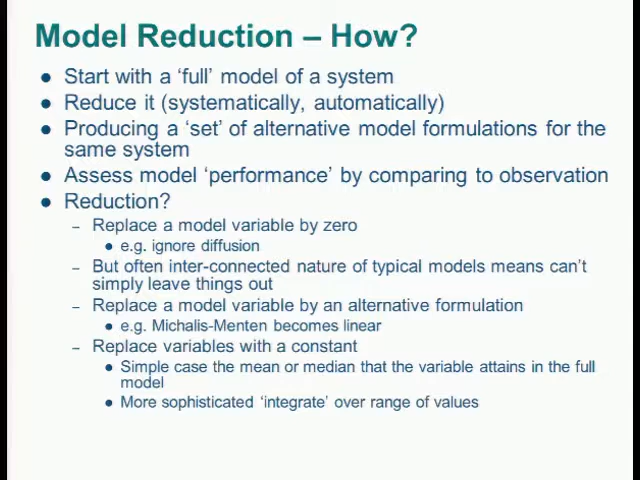 Model Reduction – How?
● Start with a ‘full’ model of a system
● Reduce it (systematically, automatically)
● Producing a ‘set’ of alternative model formulations for the
same system
● Assess model ‘performance’ by comparing to observation
● Reduction?
– Replace a model variable by zero
● e.g. ignore diffusion
– But often inter-connected nature of typical models means can’t
simply leave things out
– Replace a model variable by an alternative formulation
● e.g. Michalis-Menten becomes linear
– Replace variables with a constant
● Simple case the mean or median that the variable attains in the full
model
● More sophisticated ‘integrate’ over range of values